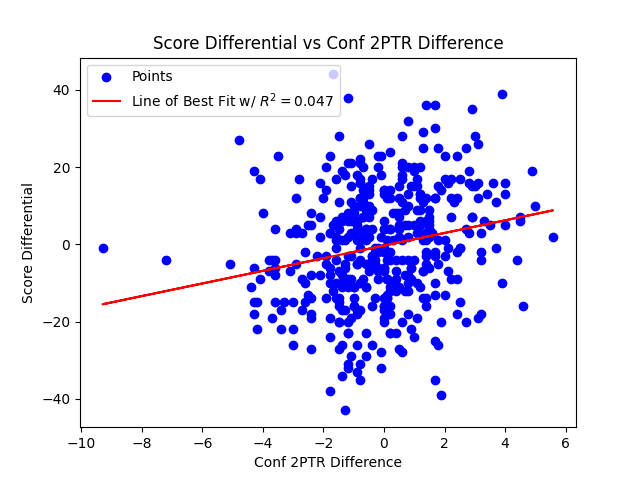 Score Differential vs Conf 2PTR Difference
Points
Line of Best Fit w/ R² = 0.047
Score Differential
40
20
0
−20
−40
−10
−8
−6
−4
−2
0
2
4
6
Conf 2PTR Difference